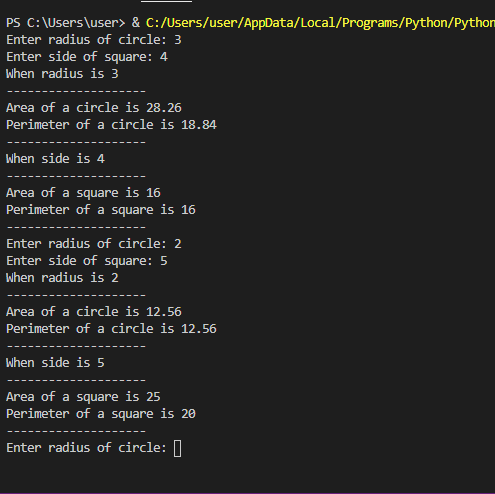 PS C:\Users\user> & C:/Users/user/AppData/Local/Programs/Python/Python
Enter radius of circle: 3
Enter side of square: 4
When radius is 3
--------------------
Area of a circle is 28.26
Perimeter of a circle is 18.84
--------------------
When side is 4
--------------------
Area of a square is 16
Perimeter of a square is 16
--------------------
Enter radius of circle: 2
Enter side of square: 5
When radius is 2
--------------------
Area of a circle is 12.56
Perimeter of a circle is 12.56
--------------------
When side is 5
--------------------
Area of a square is 25
Perimeter of a square is 20
--------------------
Enter radius of circle: